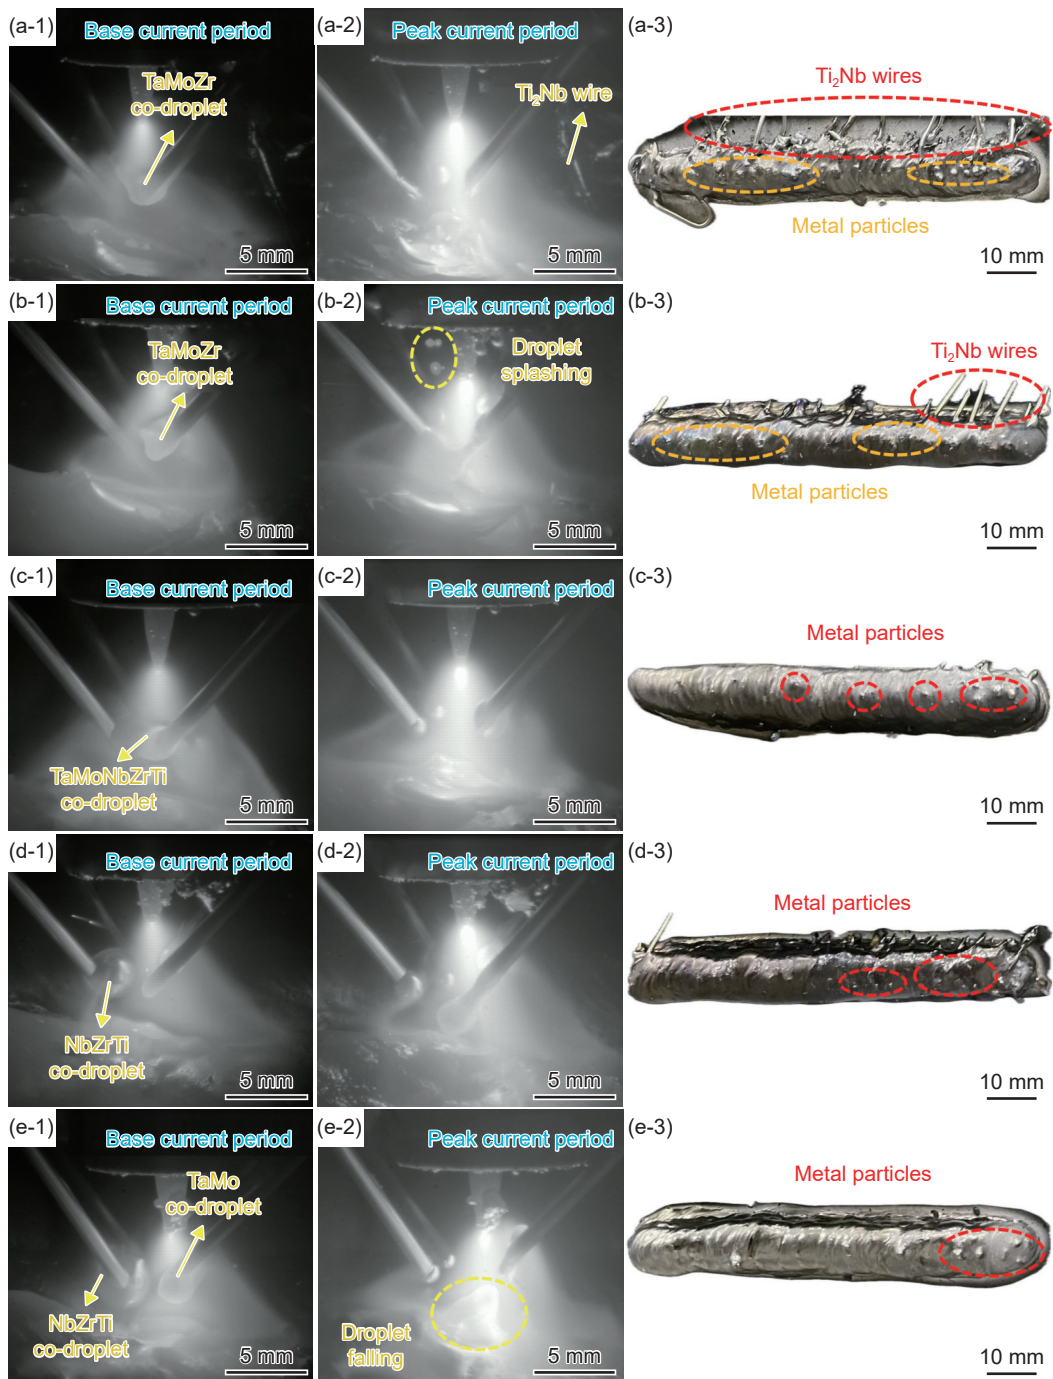 (a-1)
Base current period
TaMoZr
co-droplet
5 mm
(a-2)
Peak current period
Ti₂Nb wire
5 mm
(a-3)
Ti₂Nb wires
Metal particles
10 mm
(b-1)
Base current period
TaMoZr
co-droplet
5 mm
(b-2)
Peak current period
Droplet
splashing
5 mm
(b-3)
Ti₂Nb wires
Metal particles
10 mm
(c-1)
Base current period
TaMoNbZrTi
co-droplet
5 mm
(c-2)
Peak current period
5 mm
(c-3)
Metal particles
10 mm
(d-1)
Base current period
NbZrTi
co-droplet
5 mm
(d-2)
Peak current period
5 mm
(d-3)
Metal particles
10 mm
(e-1)
Base current period
TaMo
co-droplet
NbZrTi
co-droplet
5 mm
(e-2)
Peak current period
Droplet
falling
5 mm
(e-3)
Metal particles
10 mm